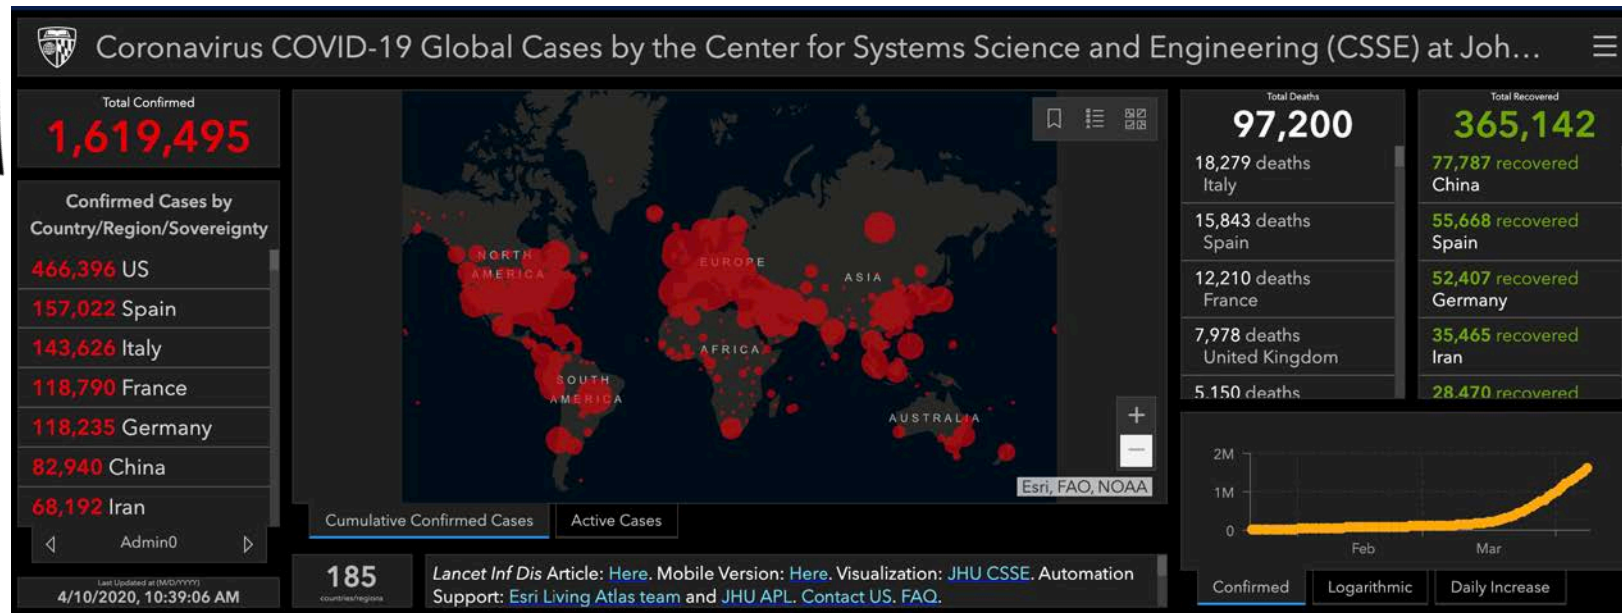 Coronavirus COVID-19 Global Cases by the Center for Systems Science and Engineering (CSSE) at Joh...
Total Confirmed
1,619,495
Confirmed Cases by
Country/Region/Sovereignty
466,396 US
157,022 Spain
143,626 Italy
118,790 France
118,235 Germany
82,940 China
68,192 Iran
Admin0
Last Updated at (M/D/YYYY)
4/10/2020, 10:39:06 AM
NORTH
AMERICA
EUROPE
ASIA
AFRICA
SOUTH
AMERICA
AUSTRALIA
+
−
Esri, FAO, NOAA
Cumulative Confirmed Cases
Active Cases
185
countries/regions
Lancet Inf Dis Article: Here. Mobile Version: Here. Visualization: JHU CSSE. Automation
Support: Esri Living Atlas team and JHU APL. Contact US. FAQ.
Total Deaths
97,200
18,279 deaths
Italy
15,843 deaths
Spain
12,210 deaths
France
7,978 deaths
United Kingdom
5,150 deaths
Total Recovered
365,142
77,787 recovered
China
55,668 recovered
Spain
52,407 recovered
Germany
35,465 recovered
Iran
28,470 recovered
2M
1M
0
Feb
Mar
Confirmed
Logarithmic
Daily Increase